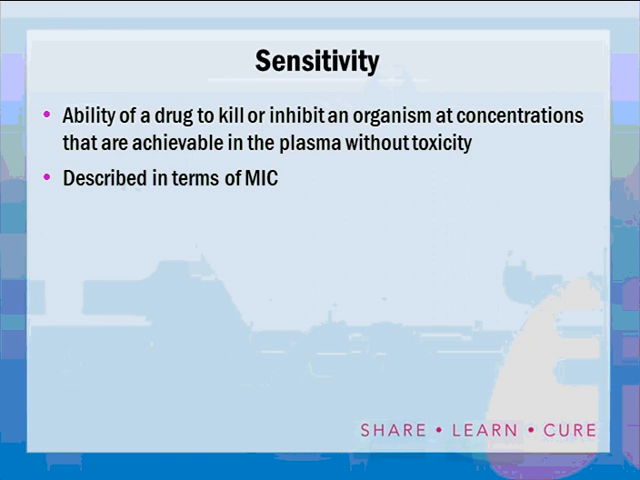 Sensitivity
• Ability of a drug to kill or inhibit an organism at concentrations
that are achievable in the plasma without toxicity
• Described in terms of MIC
SHARE • LEARN • CURE